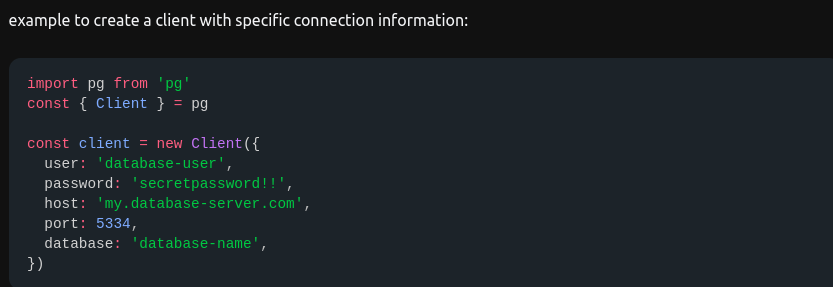 example to create a client with specific connection information:
import pg from 'pg'
const { Client } = pg
const client = new Client({
  user: 'database-user',
  password: 'secretpassword!!',
  host: 'my.database-server.com',
  port: 5334,
  database: 'database-name',
})